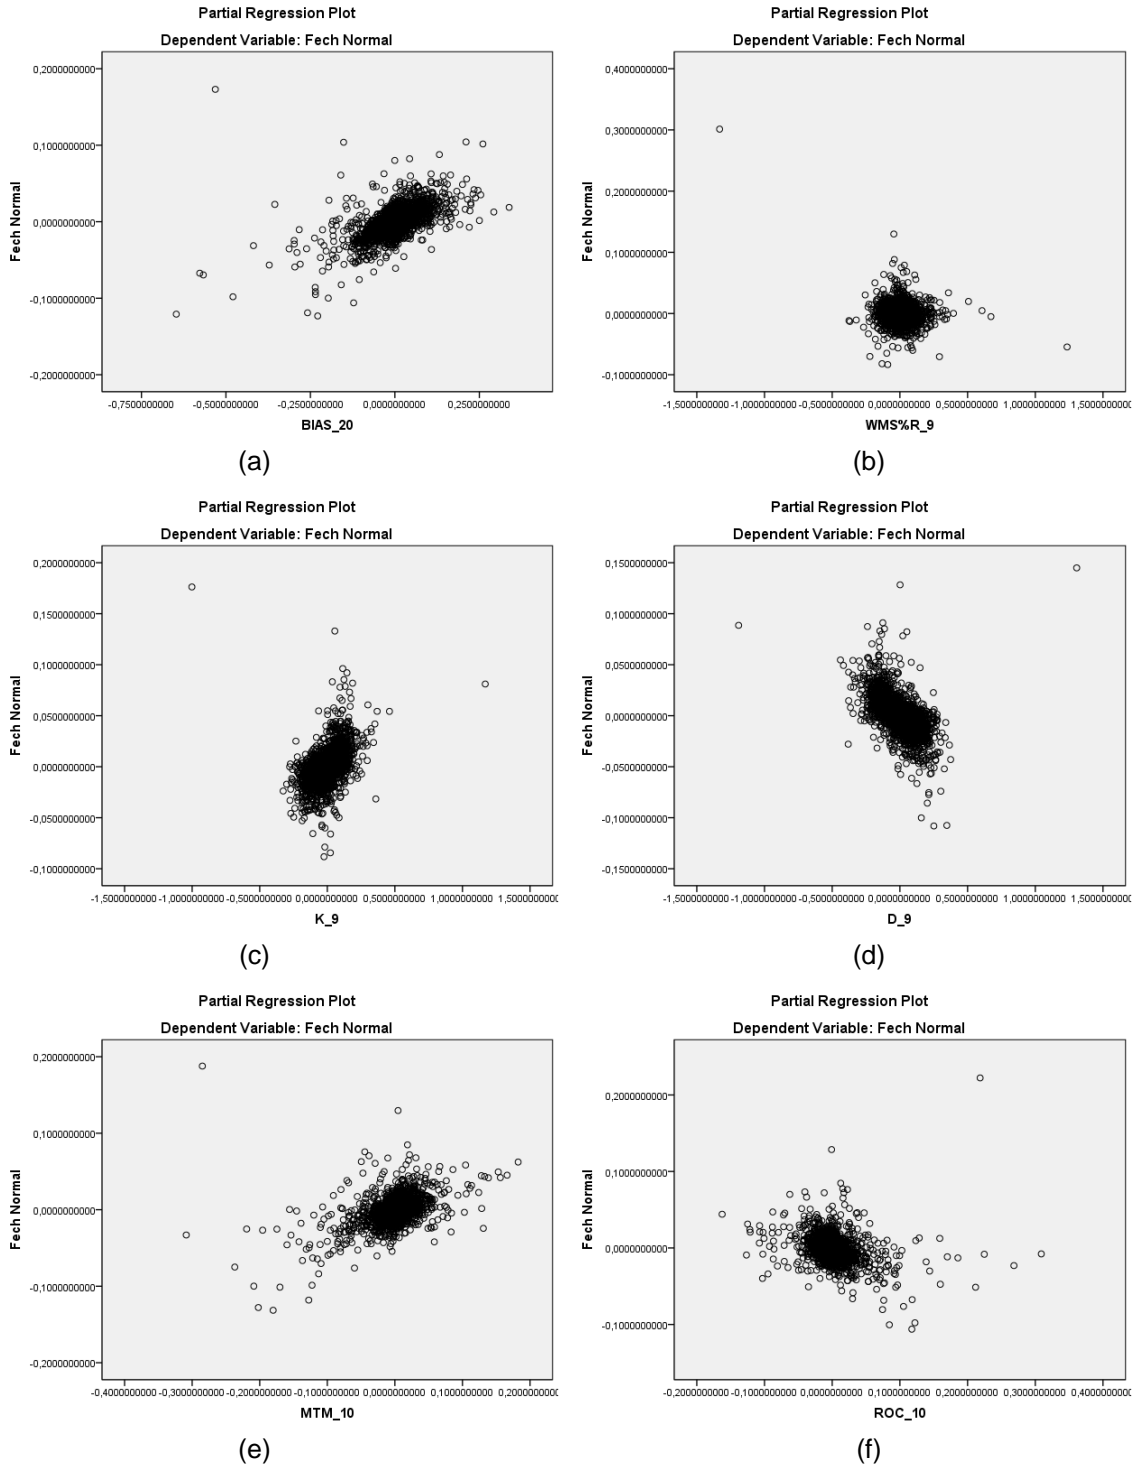 Partial Regression Plot
Dependent Variable: Fech Normal
0,2000000000
0,1000000000
0,0000000000
-0,1000000000
-0,2000000000
Fech Normal
-0,7500000000 -0,5000000000 -0,2500000000 0,0000000000 0,2500000000
BIAS_20
(a)
Partial Regression Plot
Dependent Variable: Fech Normal
0,4000000000
0,3000000000
0,2000000000
0,1000000000
0,0000000000
-0,1000000000
Fech Normal
-1,5000000000 -1,0000000000 -0,5000000000 0,0000000000 0,5000000000 1,0000000000 1,5000000000
WMS%R_9
(b)
Partial Regression Plot
Dependent Variable: Fech Normal
0,2000000000
0,1500000000
0,1000000000
0,0500000000
0,0000000000
-0,0500000000
-0,1000000000
Fech Normal
-1,5000000000 -1,0000000000 -0,5000000000 0,0000000000 0,5000000000 1,0000000000 1,5000000000
K_9
(c)
Partial Regression Plot
Dependent Variable: Fech Normal
0,1500000000
0,1000000000
0,0500000000
0,0000000000
-0,0500000000
-0,1000000000
-0,1500000000
Fech Normal
-1,5000000000 -1,0000000000 -0,5000000000 0,0000000000 0,5000000000 1,0000000000 1,5000000000
D_9
(d)
Partial Regression Plot
Dependent Variable: Fech Normal
0,2000000000
0,1000000000
0,0000000000
-0,1000000000
-0,2000000000
Fech Normal
-0,4000000000 -0,3000000000 -0,2000000000 -0,1000000000 0,0000000000 0,1000000000 0,2000000000
MTM_10
(e)
Partial Regression Plot
Dependent Variable: Fech Normal
0,2000000000
0,1000000000
0,0000000000
-0,1000000000
Fech Normal
-0,2000000000 -0,1000000000 0,0000000000 0,1000000000 0,2000000000 0,3000000000 0,4000000000
ROC_10
(f)